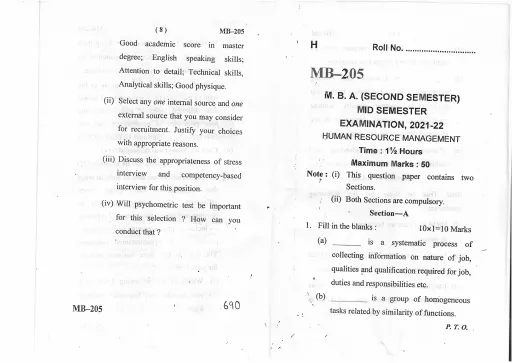 ( 8 ) MB–205
Good academic score in master
degree; English speaking skills;
Attention to detail; Technical skills,
Analytical skills; Good physique.
(ii) Select any one internal source and one
external source that you may consider
for recruitment. Justify your choices
with appropriate reasons.
(iii) Discuss the appropriateness of stress
interview and competency-based
interview for this position.
(iv) Will psychometric test be important
for this selection ? How can you
conduct that ?
MB–205 690
H Roll No. ..............................
MB–205
M. B. A. (SECOND SEMESTER)
MID SEMESTER
EXAMINATION, 2021-22
HUMAN RESOURCE MANAGEMENT
Time : 1½ Hours
Maximum Marks : 50
Note : (i) This question paper contains two
Sections.
(ii) Both Sections are compulsory.
Section—A
1. Fill in the blanks : 10×1=10 Marks
(a) _______ is a systematic process of
collecting information on nature of job,
qualities and qualification required for job,
duties and responsibilities etc.
(b) _________ is a group of homogeneous
tasks related by similarity of functions.
P. T. O.